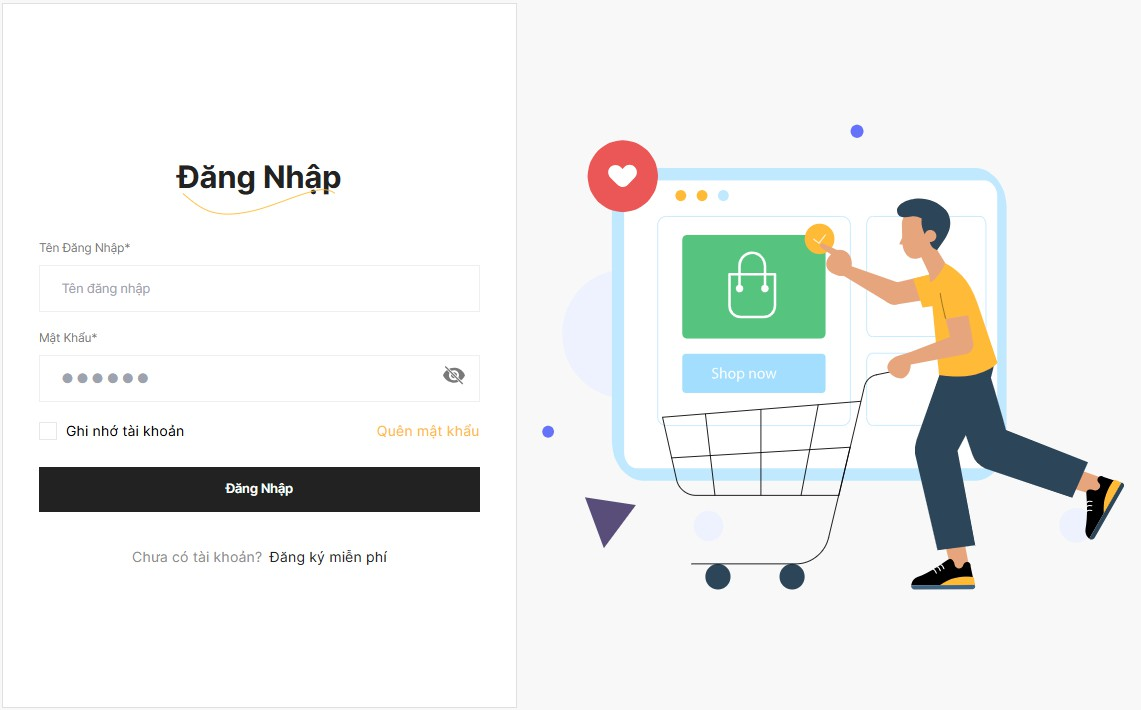 Đăng Nhập
Tên Đăng Nhập*
Tên đăng nhập
Mật Khẩu*
Ghi nhớ tài khoản
Quên mật khẩu
Đăng Nhập
Chưa có tài khoản? Đăng ký miễn phí
Shop now